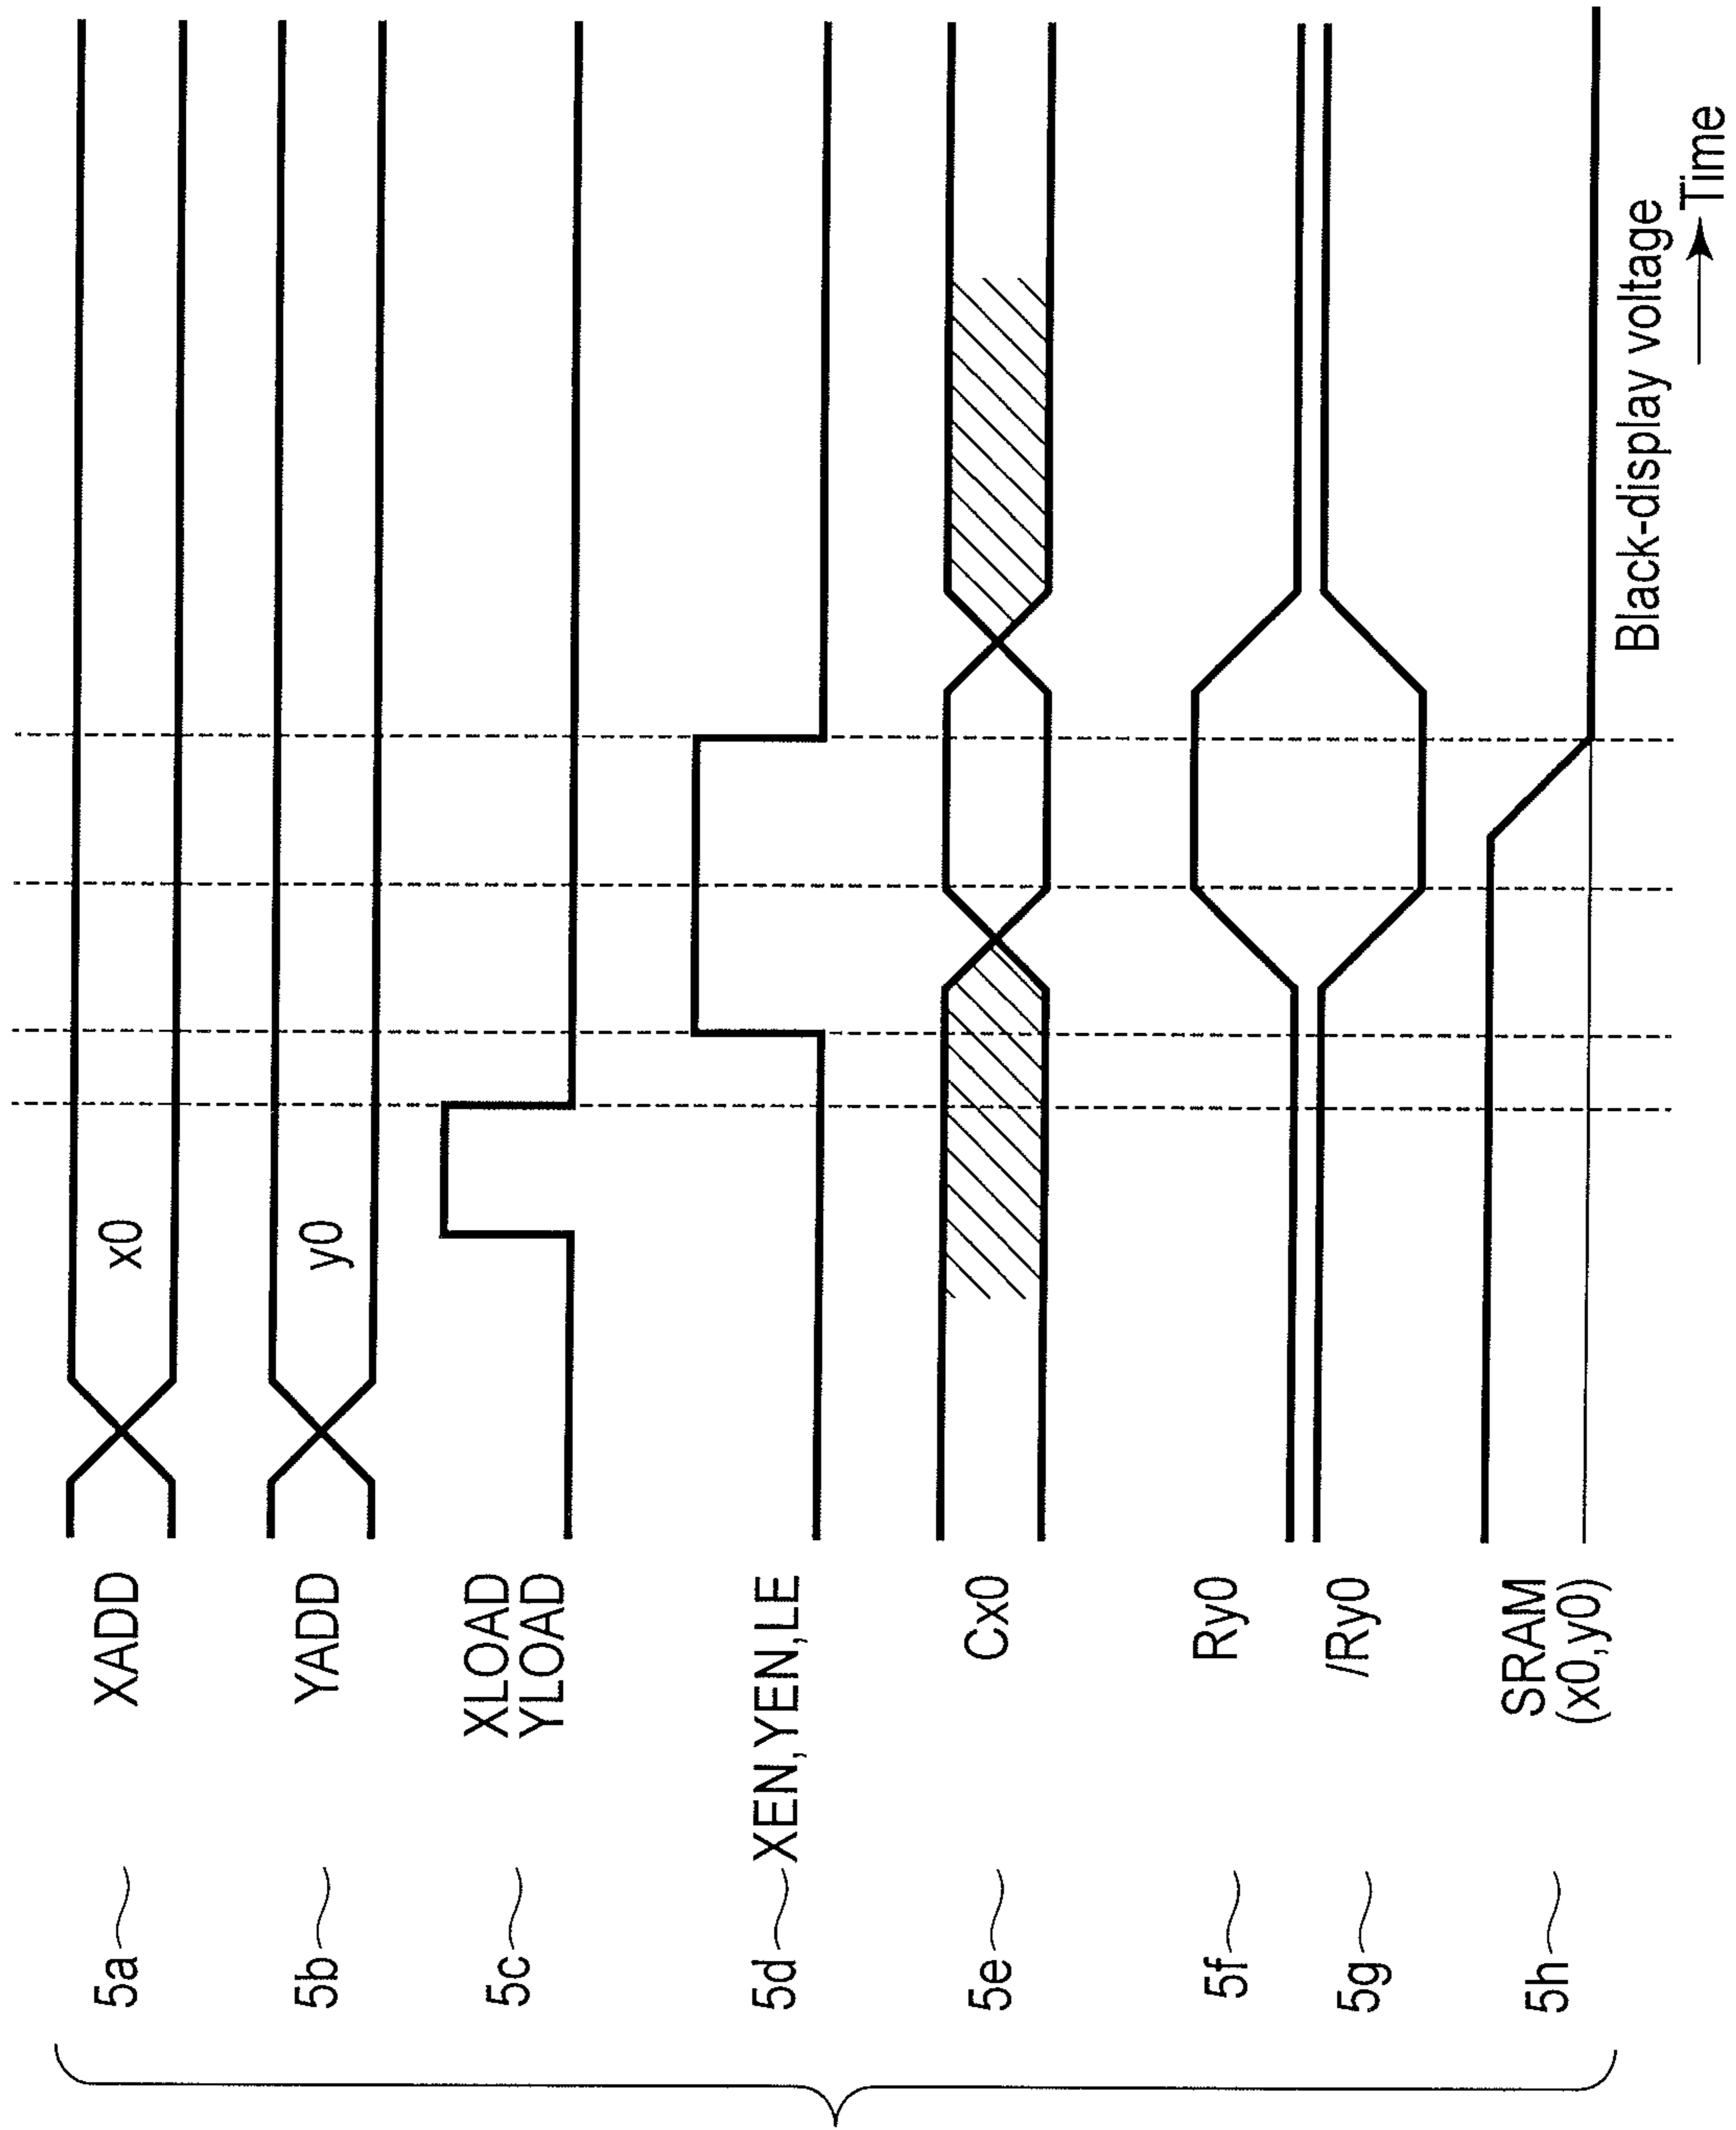 5a XADD
x0
5b YADD
y0
5c XLOAD
YLOAD
5d XEN,YEN,LE
5e Cx0
5f Ry0
5g /Ry0
5h SRAM
(x0,y0)
Black-display voltage
Time